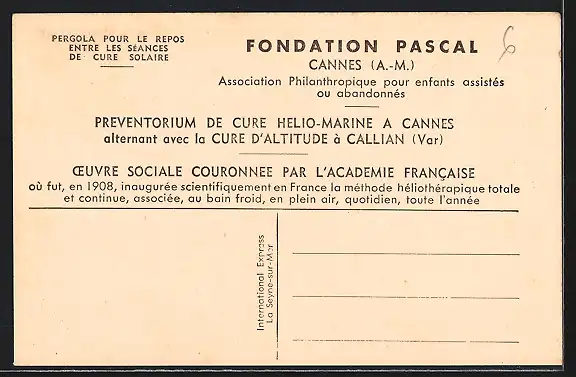 PERGOLA POUR LE REPOS
ENTRE LES SÉANCES
DE CURE SOLAIRE
FONDATION PASCAL
CANNES (A.-M.)
Association Philanthropique pour enfants assistés
ou abandonnés
PREVENTORIUM DE CURE HELIO-MARINE A CANNES
alternant avec la CURE D'ALTITUDE à CALLIAN (Var)
ŒUVRE SOCIALE COURONNEE PAR L'ACADEMIE FRANÇAISE
où fut, en 1908, inaugurée scientifiquement en France la méthode héliothérapique totale
et continue, associée, au bain froid, en plein air, quotidien, toute l'année
International Express
La Seyne-sur-Mer
6